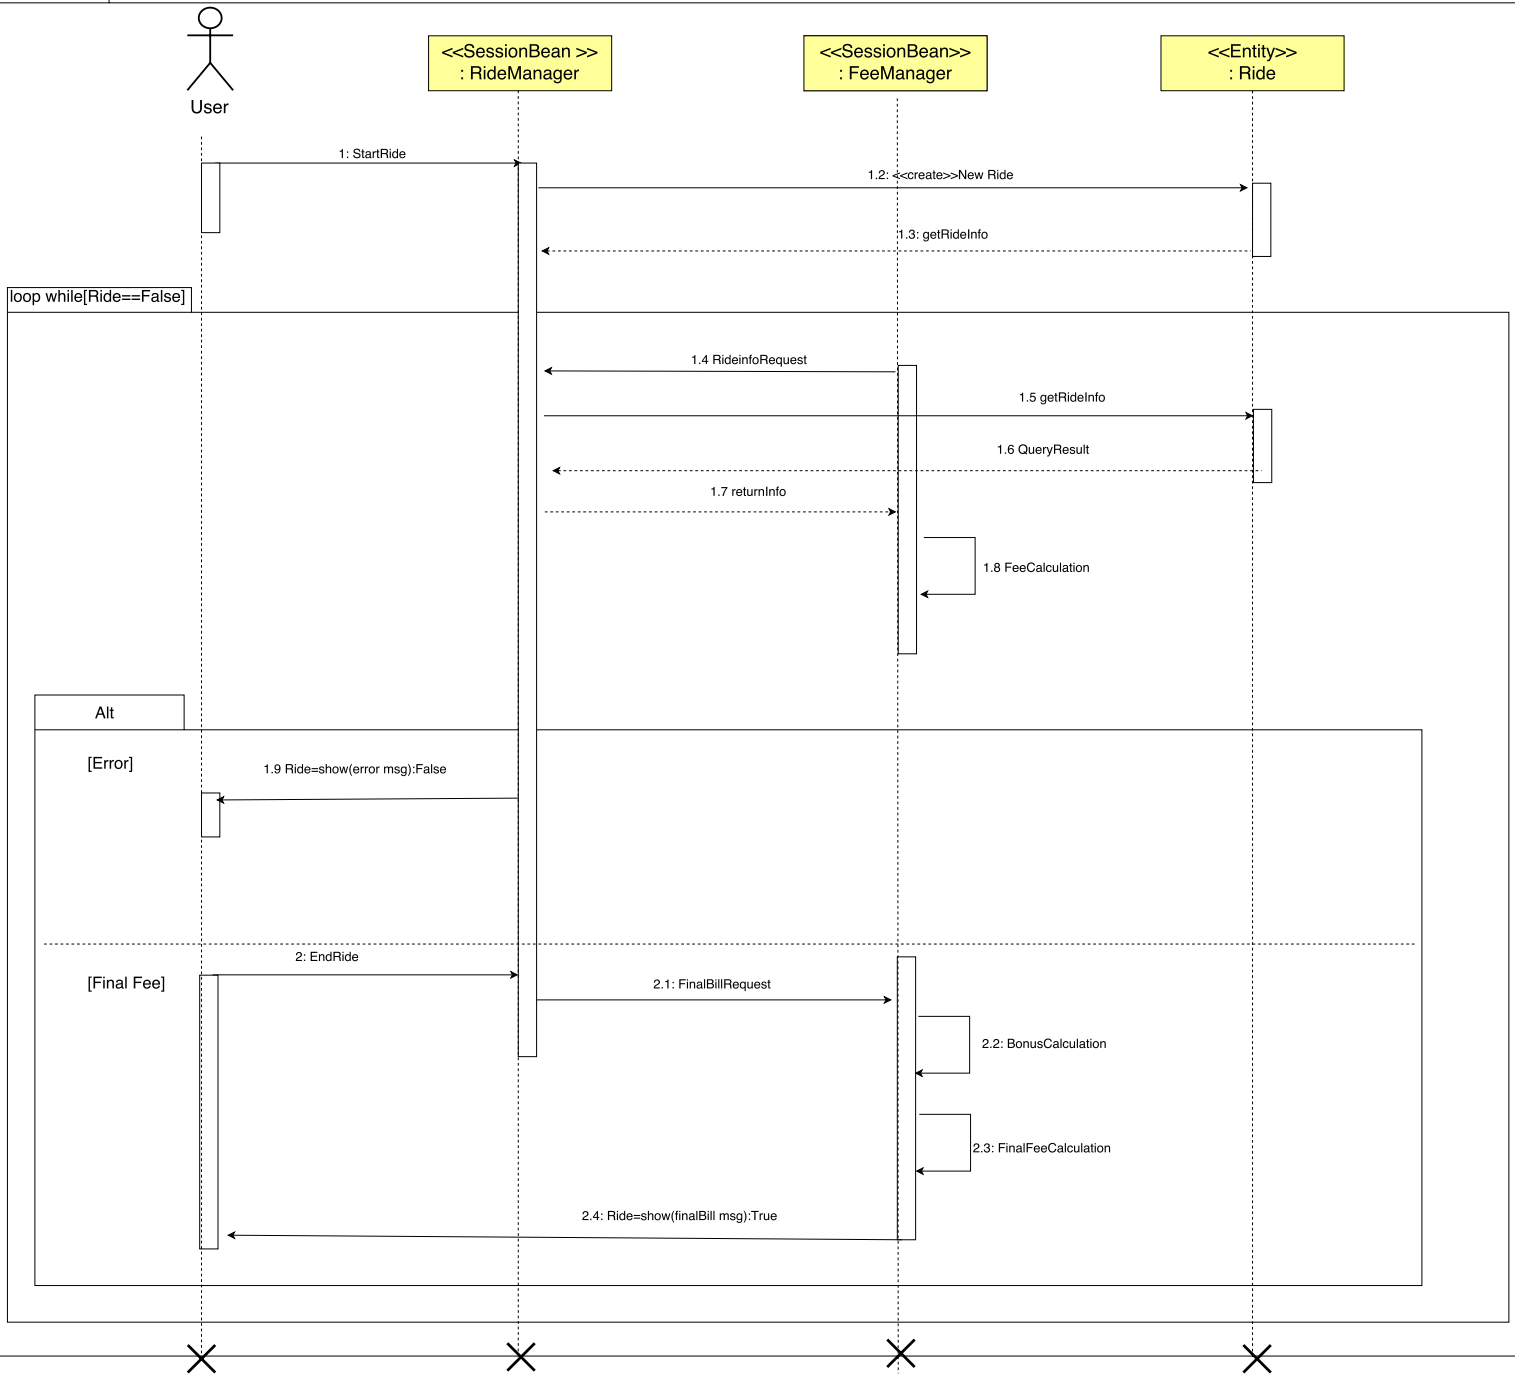 User
<<SessionBean >>
: RideManager
<<SessionBean>>
: FeeManager
<<Entity>>
: Ride
1: StartRide
1.2: <<create>>New Ride
1.3: getRideInfo
loop while[Ride==False]
1.4 RideinfoRequest
1.5 getRideInfo
1.6 QueryResult
1.7 returnInfo
1.8 FeeCalculation
Alt
[Error]
1.9 Ride=show(error msg):False
2: EndRide
[Final Fee]
2.1: FinalBillRequest
2.2: BonusCalculation
2.3: FinalFeeCalculation
2.4: Ride=show(finalBill msg):True